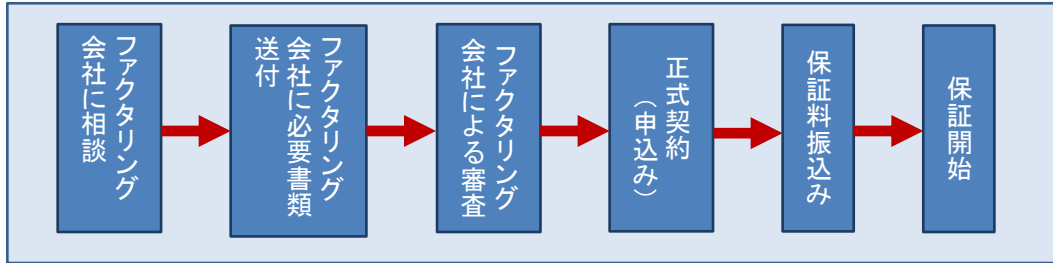 ファクタリング
会社に相談
ファクタリング
会社に必要書類
送付
ファクタリング
会社による審査
正式契約
（申込み）
保証料振込み
保証開始